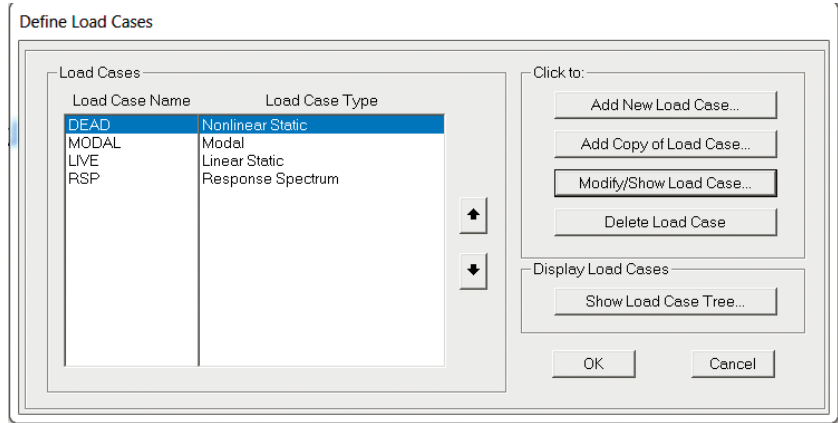 Define Load Cases
Load Cases
Load Case Name Load Case Type
DEAD Nonlinear Static
MODAL Modal
LIVE Linear Static
RSP Response Spectrum
Click to:
Add New Load Case...
Add Copy of Load Case...
Modify/Show Load Case...
Delete Load Case
Display Load Cases
Show Load Case Tree...
OK Cancel